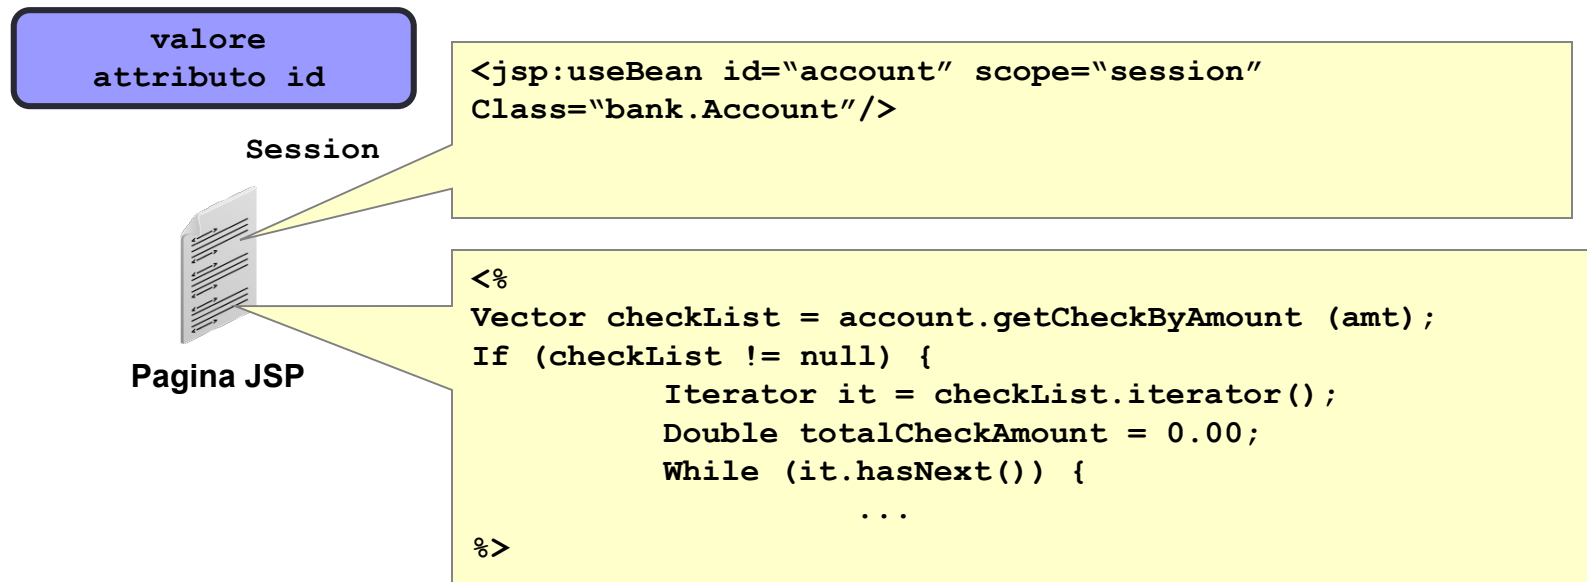 valore
attributo id
<jsp:useBean id=“account” scope=“session”
Class=“bank.Account”/>
Session
Pagina JSP
<%
Vector checkList = account.getCheckByAmount (amt);
If (checkList != null) {
Iterator it = checkList.iterator();
Double totalCheckAmount = 0.00;
While (it.hasNext()) {
...
%>